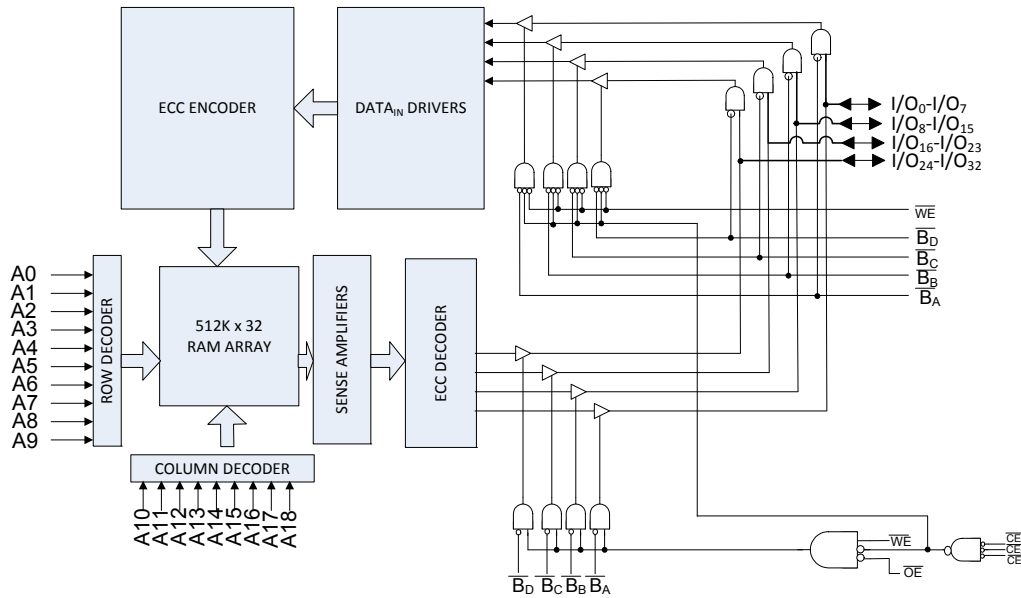 ECC ENCODER
DATAIN DRIVERS
I/O0-I/O7
I/O8-I/O15
I/O16-I/O23
I/O24-I/O32
WE
BD
BC
BB
BA
A0
A1
A2
A3
A4
A5
A6
A7
A8
A9
ROW DECODER
512K x 32
RAM ARRAY
SENSE AMPLIFIERS
ECC DECODER
COLUMN DECODER
A10
A11
A12
A13
A14
A15
A16
A17
A18
BD
BC
BB
BA
WE
OE
CE
CE
CE